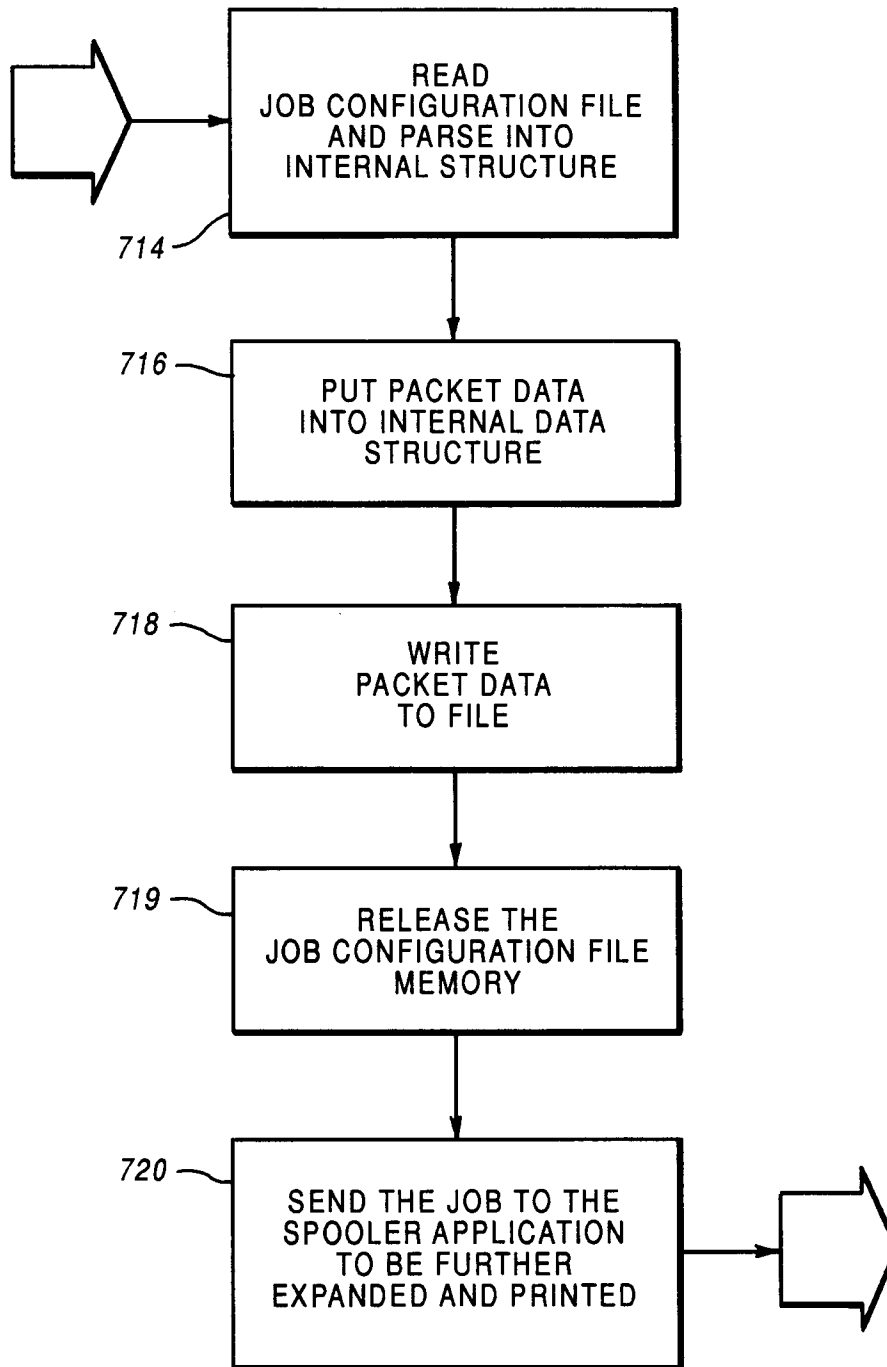 READ
JOB CONFIGURATION FILE
AND PARSE INTO
INTERNAL STRUCTURE
714
716
PUT PACKET DATA
INTO INTERNAL DATA
STRUCTURE
718
WRITE
PACKET DATA
TO FILE
719
RELEASE THE
JOB CONFIGURATION FILE
MEMORY
720
SEND THE JOB TO THE
SPOOLER APPLICATION
TO BE FURTHER
EXPANDED AND PRINTED